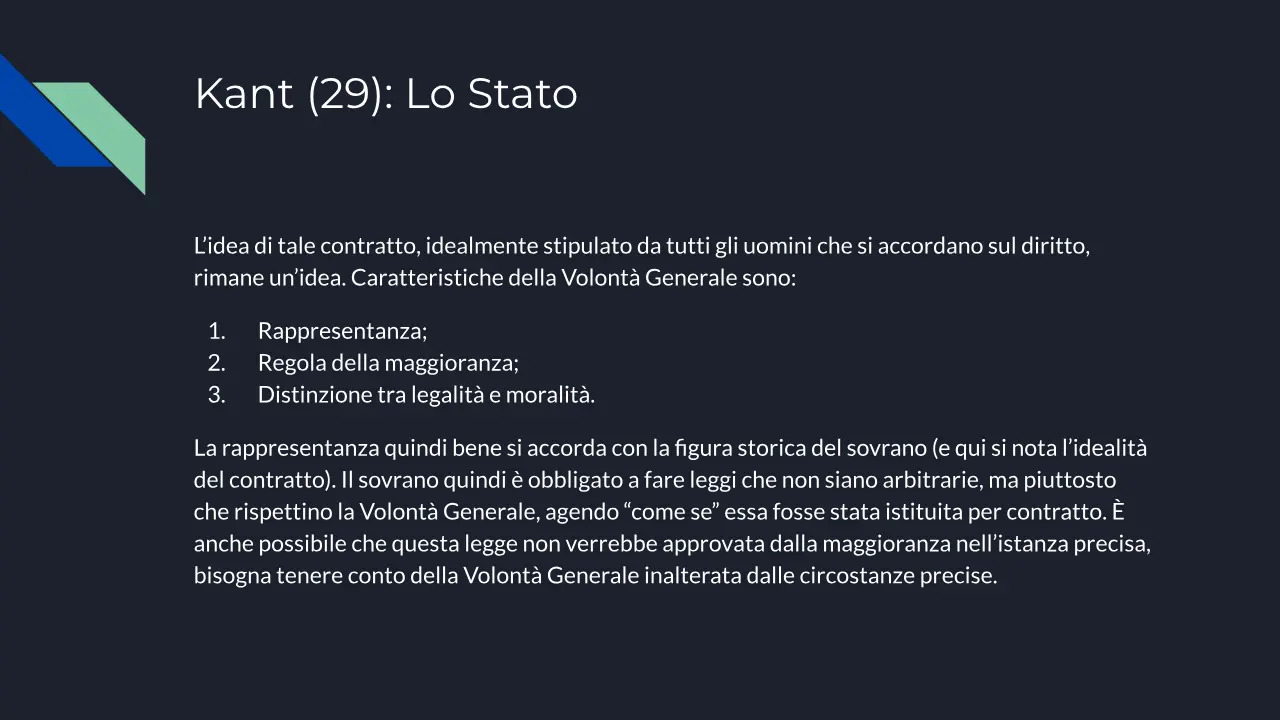 Kant (29): Lo Stato
L’idea di tale contratto, idealmente stipulato da tutti gli uomini che si accordano sul diritto,
rimane un’idea. Caratteristiche della Volontà Generale sono:
1. Rappresentanza;
2. Regola della maggioranza;
3. Distinzione tra legalità e moralità.
La rappresentanza quindi bene si accorda con la figura storica del sovrano (e qui si nota l’idealità
del contratto). Il sovrano quindi è obbligato a fare leggi che non siano arbitrarie, ma piuttosto
che rispettino la Volontà Generale, agendo “come se” essa fosse stata istituita per contratto. È
anche possibile che questa legge non verrebbe approvata dalla maggioranza nell’istanza precisa,
bisogna tenere conto della Volontà Generale inalterata dalle circostanze precise.